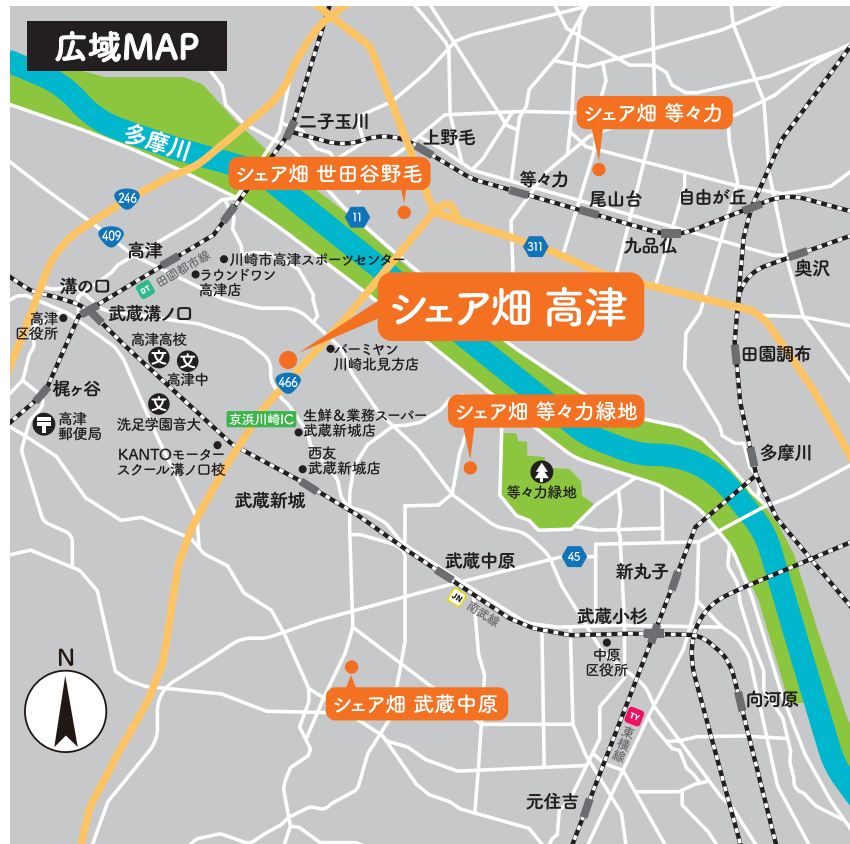 広域MAP
二子玉川
シェア畑 等々力
多摩川
上野毛
シェア畑 世田谷野毛
等々力
尾山台
自由が丘
246
11
409
311
九品仏
高津
川崎市高津スポーツセンター
奥沢
田園都市線
DT
ラウンドワン
高津店
溝の口
シェア畑 高津
武蔵溝ノ口
高津
区役所
高津高校
文
文
高津中
バーミヤン
川崎北見方店
田園調布
466
梶ヶ谷
文
洗足学園音大
高津
郵便局
京浜川崎IC
生鮮&業務スーパー
武蔵新城店
シェア畑 等々力緑地
KANTOモーター
スクール溝ノ口校
西友
武蔵新城店
多摩川
等々力緑地
武蔵新城
武蔵中原
45
新丸子
JN
南武線
武蔵小杉
中原
区役所
N
シェア畑 武蔵中原
向河原
TY
東横線
元住吉